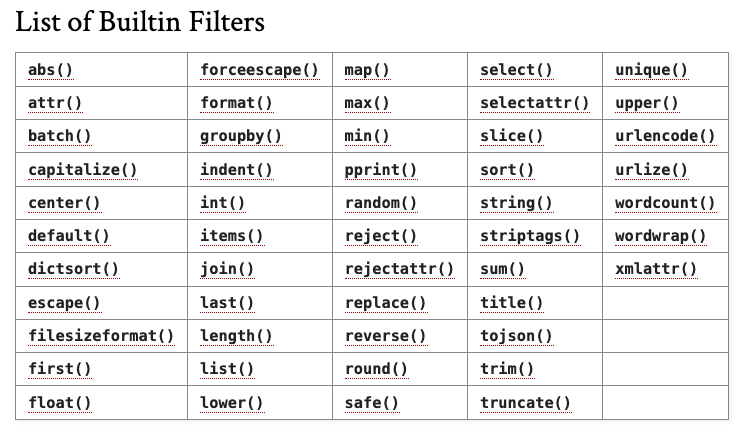 List of Builtin Filters
abs() forceescape() map() select() unique()
attr() format() max() selectattr() upper()
batch() groupby() min() slice() urlencode()
capitalize() indent() pprint() sort() urlize()
center() int() random() string() wordcount()
default() items() reject() striptags() wordwrap()
dictsort() join() rejectattr() sum() xmlattr()
escape() last() replace() title()
filesizeformat() length() reverse() tojson()
first() list() round() trim()
float() lower() safe() truncate()